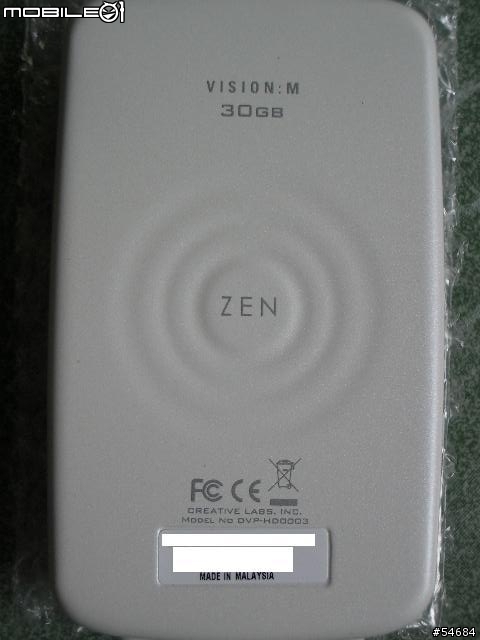 MOBILE01
VISION:M
30GB
ZEN
FC CE
CREATIVE LABS, INC.
MODEL NO DVP-HD0003
MADE IN MALAYSIA
#54684